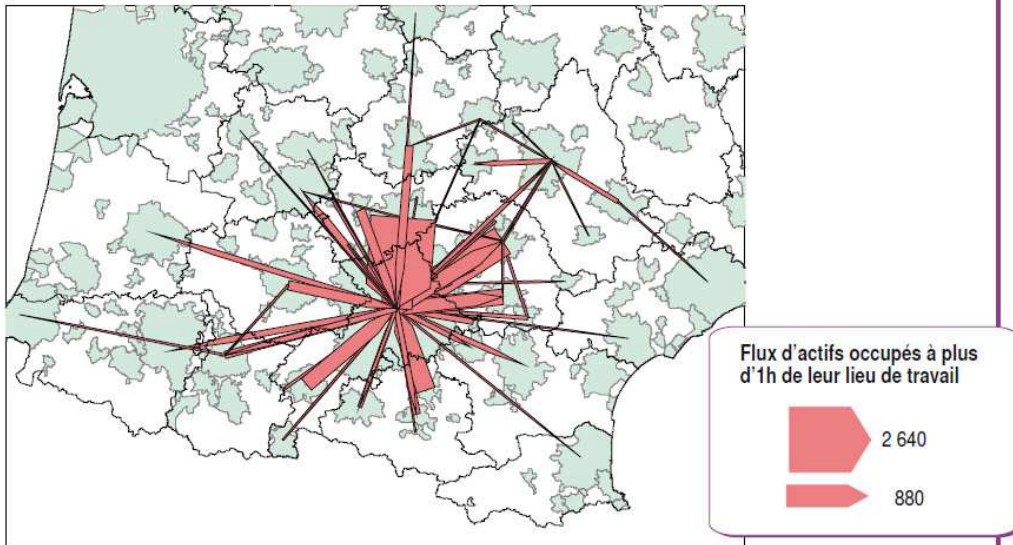 Flux d'actifs occupés à plus
d'1h de leur lieu de travail
2 640
880